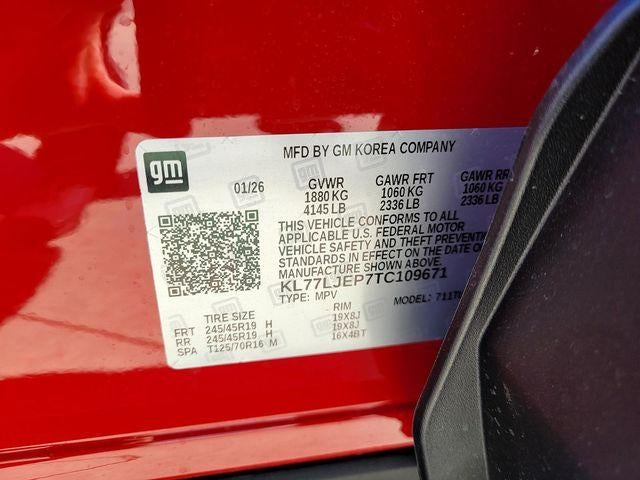 gm
MFD BY GM KOREA COMPANY
01/26 GVWR GAWR FRT GAWR RR
1880 KG 1060 KG 1060 KG
4145 LB 2336 LB 2336 LB
THIS VEHICLE CONFORMS TO ALL
APPLICABLE U.S. FEDERAL MOTOR
VEHICLE SAFETY AND THEFT
STANDARDS IN EFFECT ON THE DATE OF
MANUFACTURE SHOWN ABOVE.
KL77LJEP7TC109671
TYPE: MPV MODEL:
TIRE SIZE RIM
FRT 245/45R19 H 19X8J
RR 245/45R19 H 19X8J
SPA T125/70R16 M 16X4BT